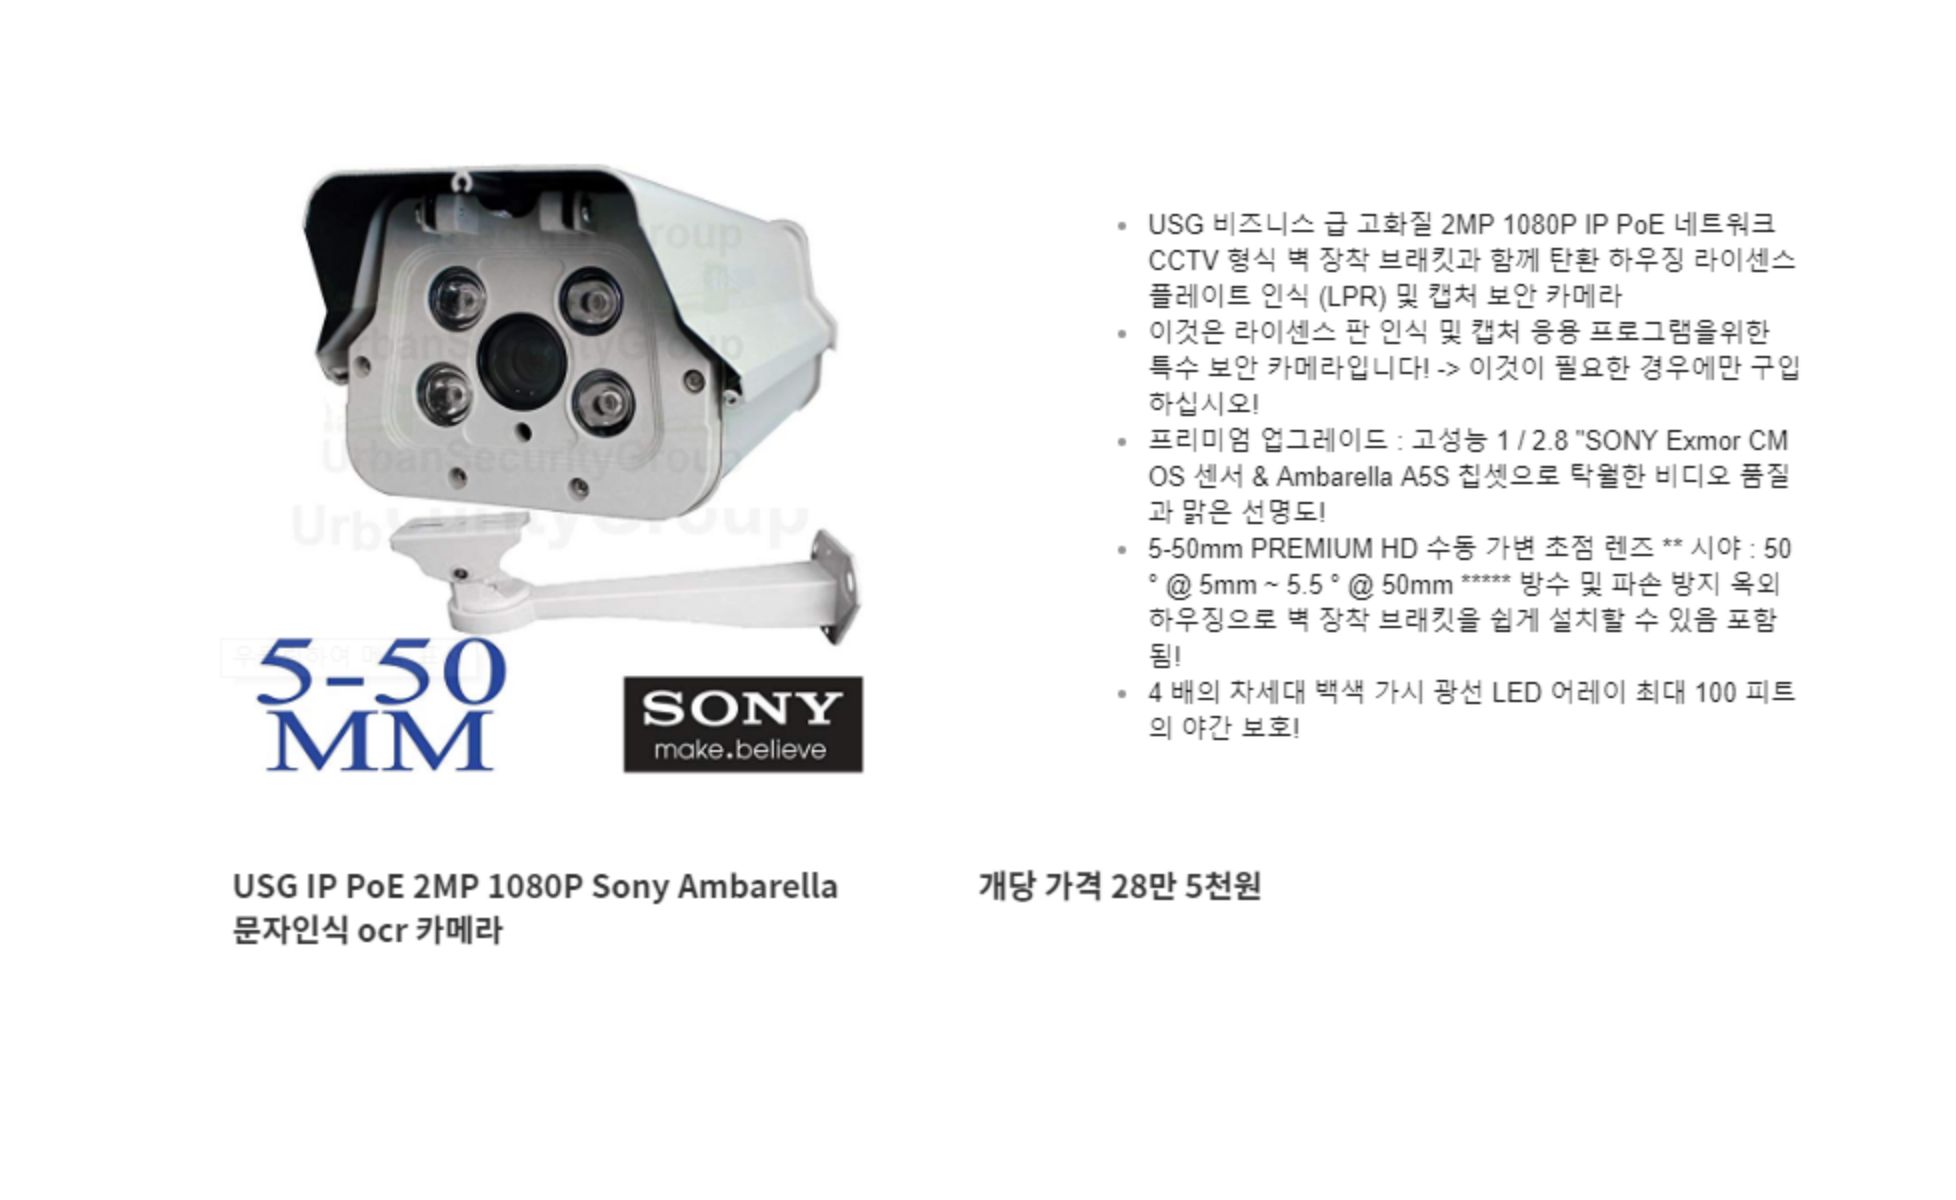 UrbanSecurityGroup
5-50
MM
SONY
make.believe
USG IP PoE 2MP 1080P Sony Ambarella
문자인식 ocr 카메라
USG 비즈니스 급 고화질 2MP 1080P IP PoE 네트워크
CCTV 형식 벽 장착 브래킷과 함께 탄환 하우징 라이센스
플레이트 인식 (LPR) 및 캡처 보안 카메라
이것은 라이센스 판 인식 및 캡처 응용 프로그램을위한
특수 보안 카메라입니다! -> 이것이 필요한 경우에만 구입
하십시오!
프리미엄 업그레이드 : 고성능 1 / 2.8 "SONY Exmor CM
OS 센서 & Ambarella A5S 칩셋으로 탁월한 비디오 품질
과 맑은 선명도!
5-50mm PREMIUM HD 수동 가변 초점 렌즈 ** 시야 : 50
° @ 5mm ~ 5.5 ° @ 50mm ***** 방수 및 파손 방지 옥외
하우징으로 벽 장착 브래킷을 쉽게 설치할 수 있음 포함
됨!
4 배의 차세대 백색 가시 광선 LED 어레이 최대 100 피트
의 야간 보호!
개당 가격 28만 5천원